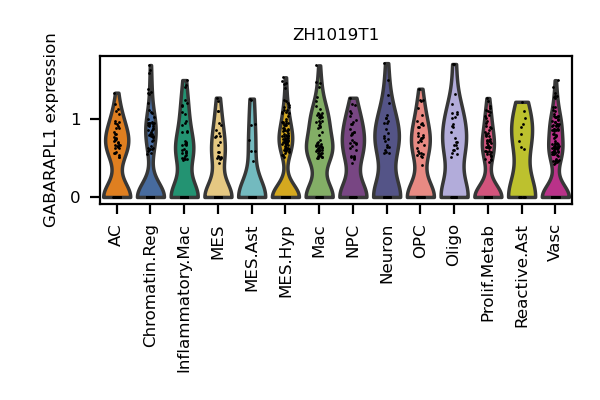 ZH1019T1
GABARAPL1 expression
1
0
AC
Chromatin.Reg
Inflammatory.Mac
MES
MES.Ast
MES.Hyp
Mac
NPC
Neuron
OPC
Oligo
Prolif.Metab
Reactive.Ast
Vasc